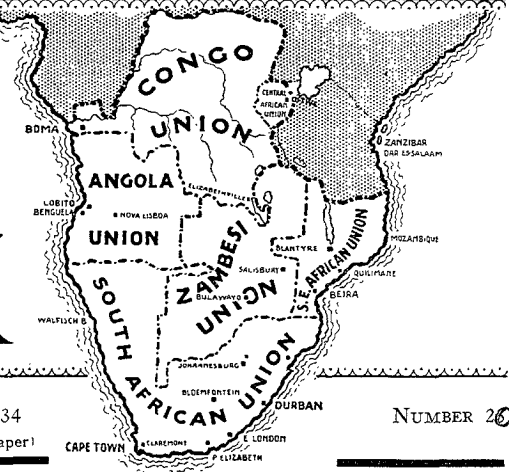 CONGO
UNION
CENTRAL
AFRICAN
UNION
BOMA
ZANZIBAR
DAR ES-SALAAM
ANGOLA
UNION
ELIZABETHVILLE
LOBITO
BENGUELA
NOVA LISBOA
ZAMBESI
UNION
BLANTYRE
SALISBURY
BULAWAYO
S.E. AFRICAN UNION
MOZAMBIQUE
QUILIMANE
BEIRA
WALFISCH B.
SOUTH AFRICAN UNION
JOHANNESBURG
BLOEMFONTEIN
DURBAN
CAPE TOWN
CLAREMONT
E LONDON
P ELIZABETH
34
aper)
NUMBER 26